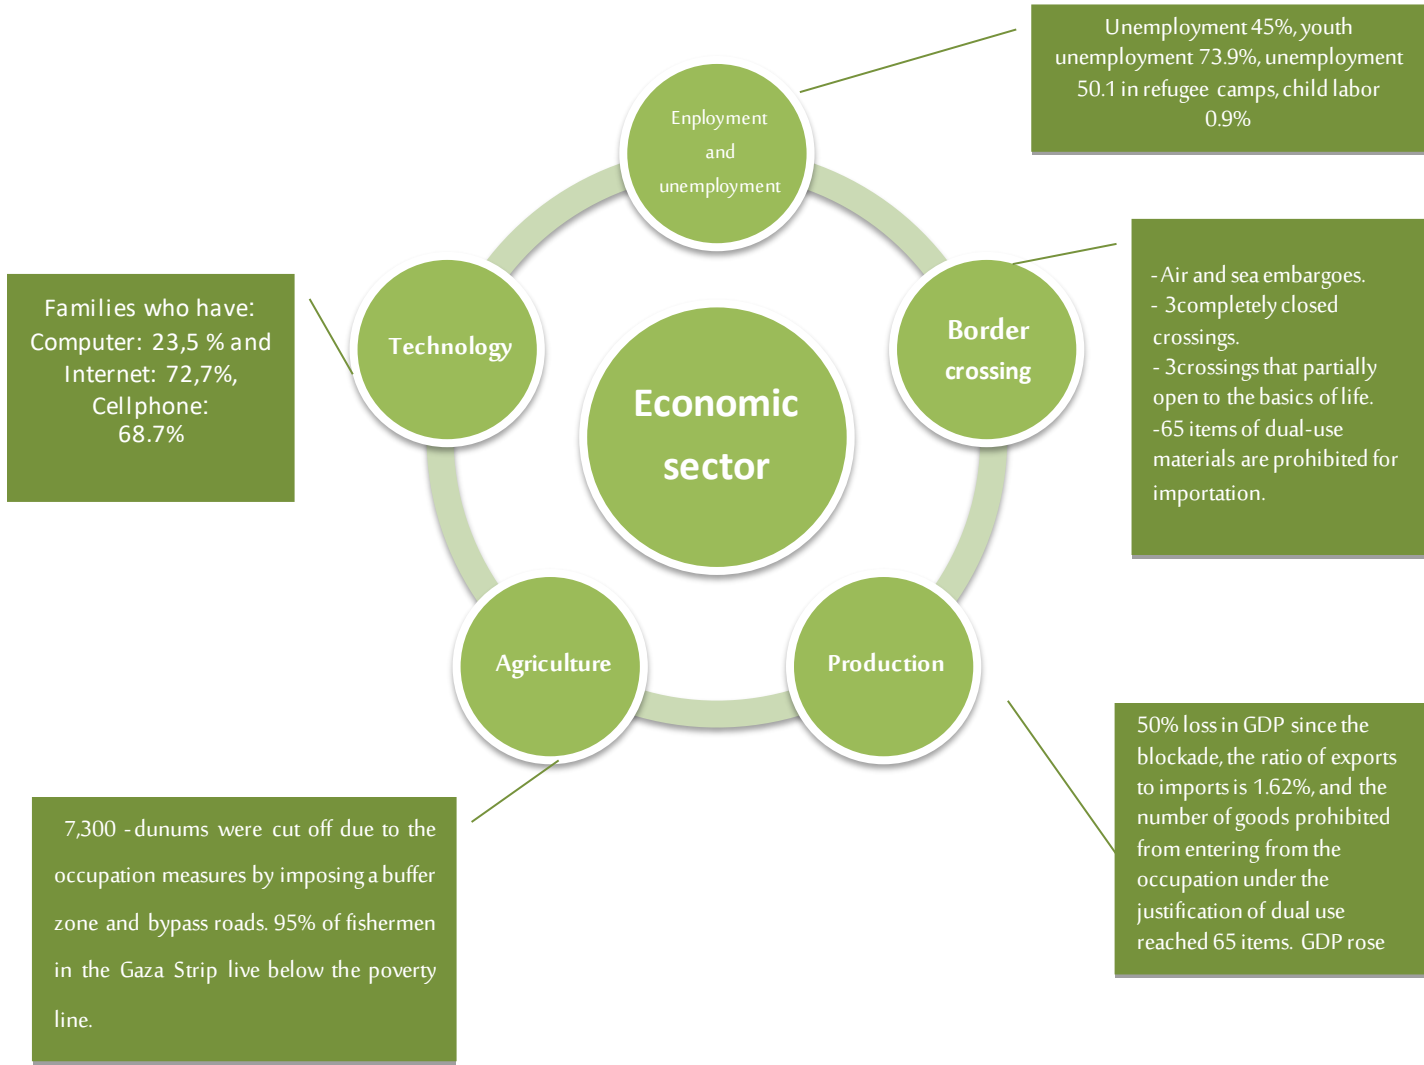 Unemployment 45%, youth
unemployment 73.9%, unemployment
50.1 in refugee camps, child labor
0.9%
Enployment
and
unemployment
- Air and sea embargoes.
- 3completely closed
crossings.
- 3crossings that partially
open to the basics of life.
-65 items of dual-use
materials are prohibited for
importation.
Border
crossing
Families who have:
Computer: 23,5 % and
Internet: 72,7%,
Cellphone:
68.7%
Technology
Economic
sector
Agriculture
Production
50% loss in GDP since the
blockade, the ratio of exports
to imports is 1.62%, and the
number of goods prohibited
from entering from the
occupation under the
justification of dual use
reached 65 items. GDP rose
7,300 - dunums were cut off due to the
occupation measures by imposing a buffer
zone and bypass roads. 95% of fishermen
in the Gaza Strip live below the poverty
line.